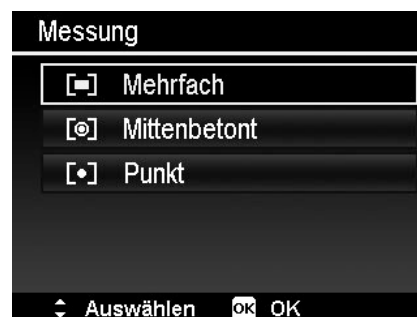 Messung
Mehrfach
Mittenbetont
Punkt
Auswählen OK OK